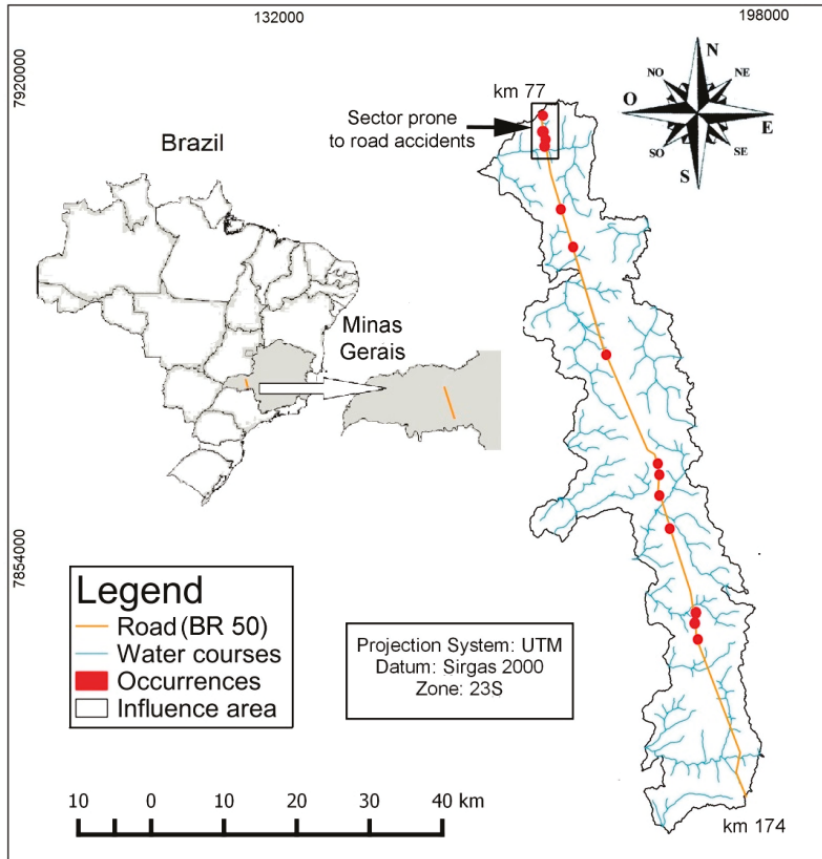 132000
198000
7920000
7854000
N
NO
NE
O
E
SO
SE
S
km 77
Sector prone
to road accidents
Brazil
Minas
Gerais
Legend
Road (BR 50)
Water courses
Occurrences
Influence area
Projection System: UTM
Datum: Sirgas 2000
Zone: 23S
10 0 10 20 30 40 km
km 174